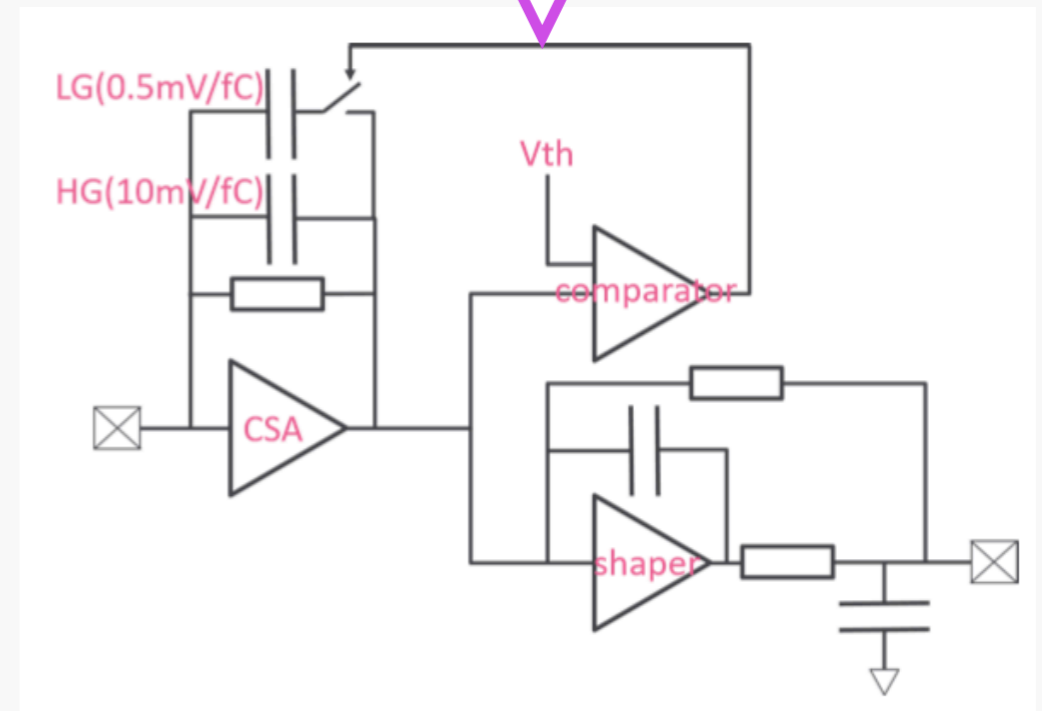 LG(0.5mV/fC)
Vth
HG(10mV/fC)
comparator
CSA
shaper